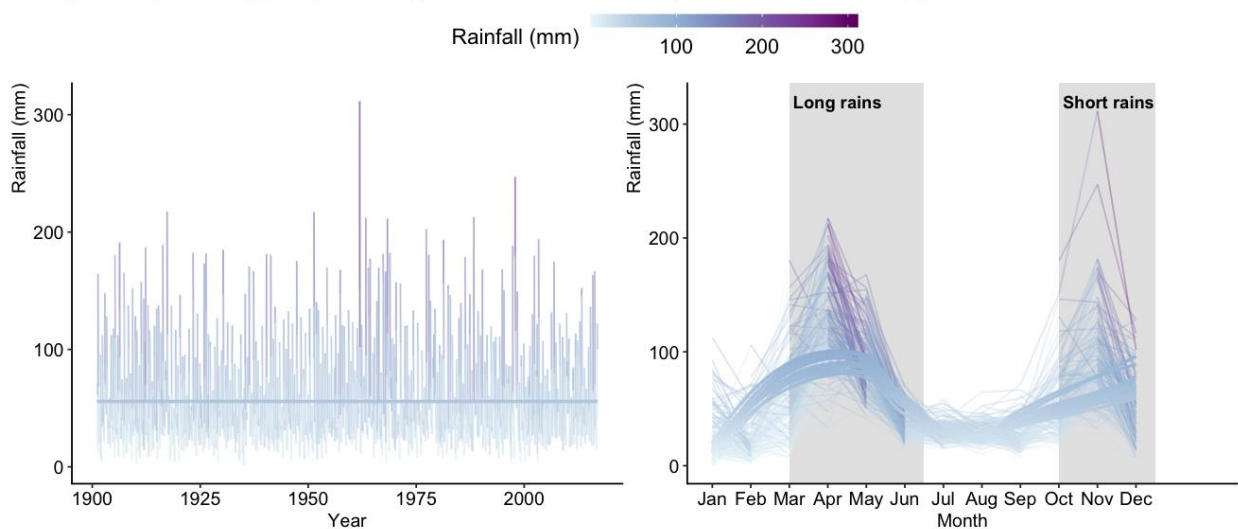 Rainfall (mm)
100 200 300
Rainfall (mm)
300
200
100
0
1900 1925 1950 1975 2000
Year
Rainfall (mm)
300
200
100
0
Long rains
Short rains
Jan Feb Mar Apr May Jun Jul Aug Sep Oct Nov Dec
Month